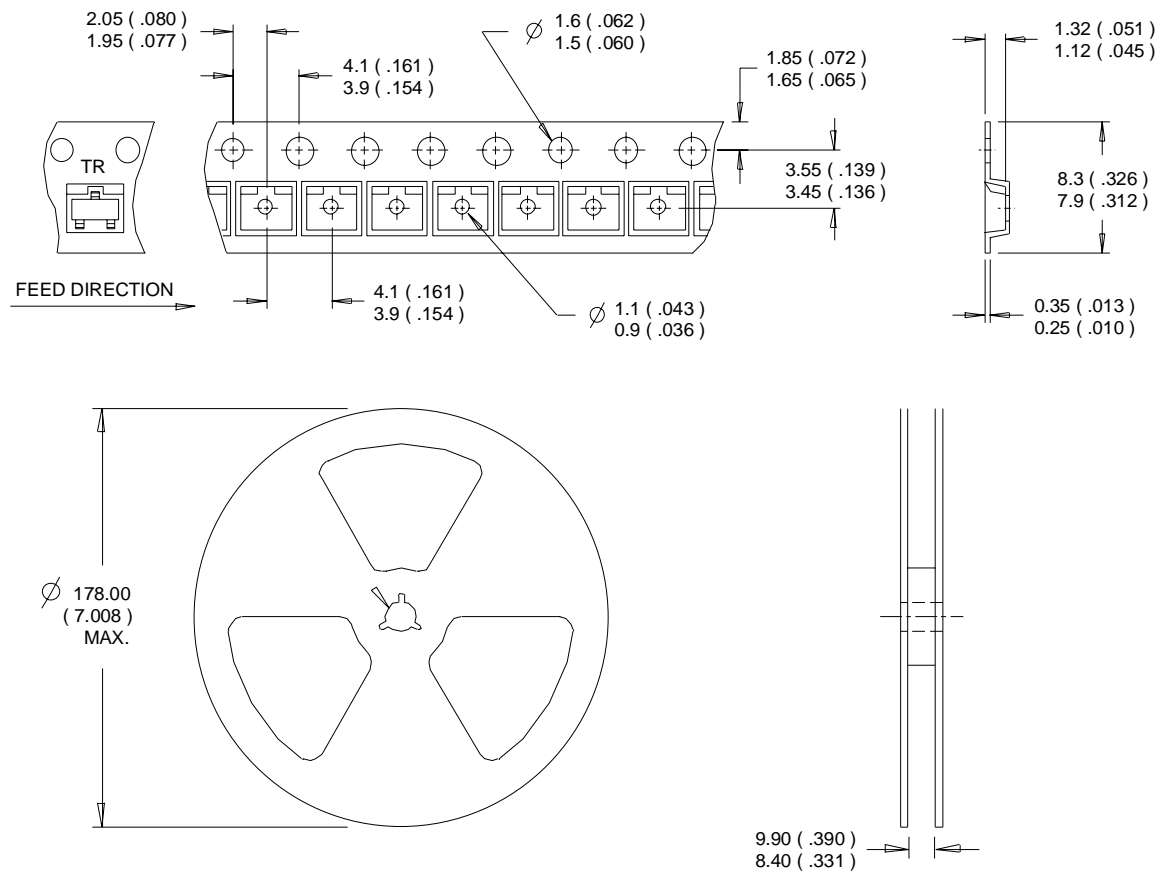 2.05 ( .080 )
1.95 ( .077 )
1.6 ( .062 )
1.5 ( .060 )
1.32 ( .051 )
1.12 ( .045 )
1.85 ( .072 )
1.65 ( .065 )
4.1 ( .161 )
3.9 ( .154 )
TR
3.55 ( .139 )
3.45 ( .136 )
8.3 ( .326 )
7.9 ( .312 )
FEED DIRECTION
4.1 ( .161 )
3.9 ( .154 )
1.1 ( .043 )
0.9 ( .036 )
0.35 ( .013 )
0.25 ( .010 )
178.00
( 7.008 )
MAX.
9.90 ( .390 )
8.40 ( .331 )